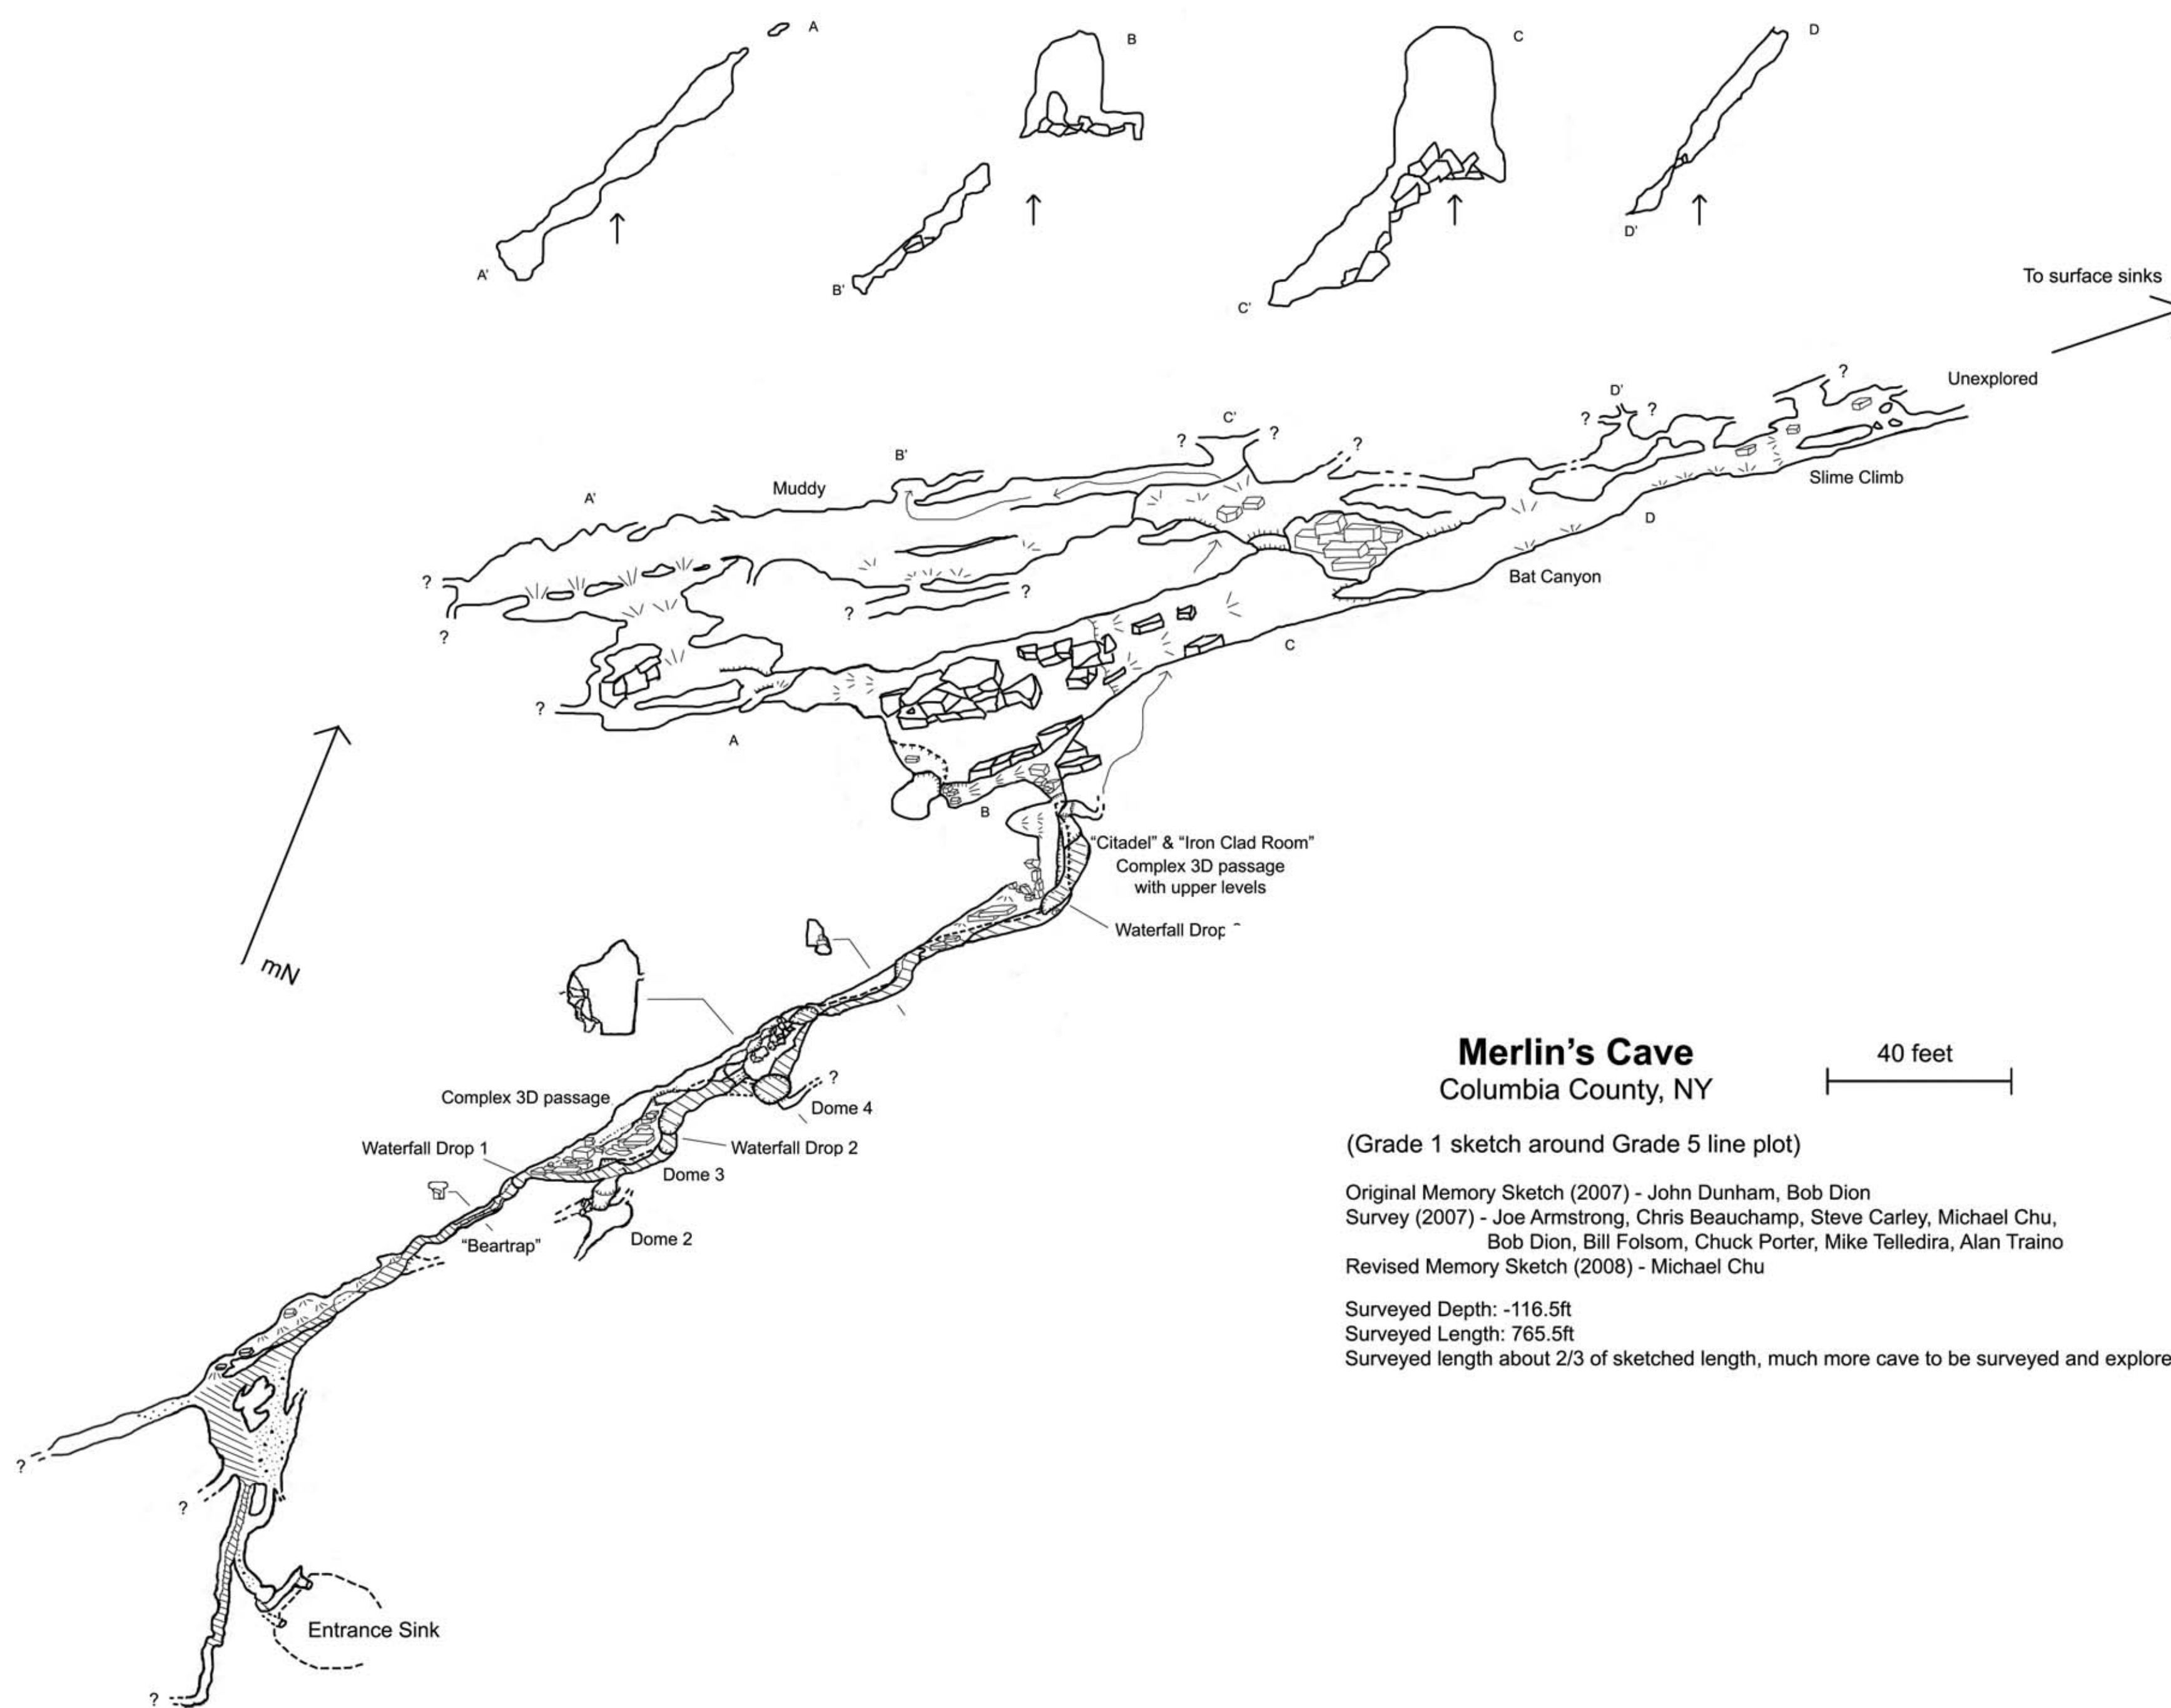 A
B
C
D
A'
B'
C'
D'
To surface sinks
Unexplored
?
D'
?
?
C'
?
?
?
B'
Muddy
A'
Slime Climb
D
Bat Canyon
?
?
?
?
C
?
A
B
"Citadel" & "Iron Clad Room"
Complex 3D passage
with upper levels
Waterfall Drop
mN
Complex 3D passage
?
Dome 4
Waterfall Drop 1
Waterfall Drop 2
Dome 3
"Beartrap"
Dome 2
?
?
Entrance Sink
?
Merlin's Cave
Columbia County, NY
40 feet
(Grade 1 sketch around Grade 5 line plot)
Original Memory Sketch (2007) - John Dunham, Bob Dion
Survey (2007) - Joe Armstrong, Chris Beauchamp, Steve Carley, Michael Chu,
Bob Dion, Bill Folsom, Chuck Porter, Mike Telledira, Alan Traino
Revised Memory Sketch (2008) - Michael Chu
Surveyed Depth: -116.5ft
Surveyed Length: 765.5ft
Surveyed length about 2/3 of sketched length, much more cave to be surveyed and explore